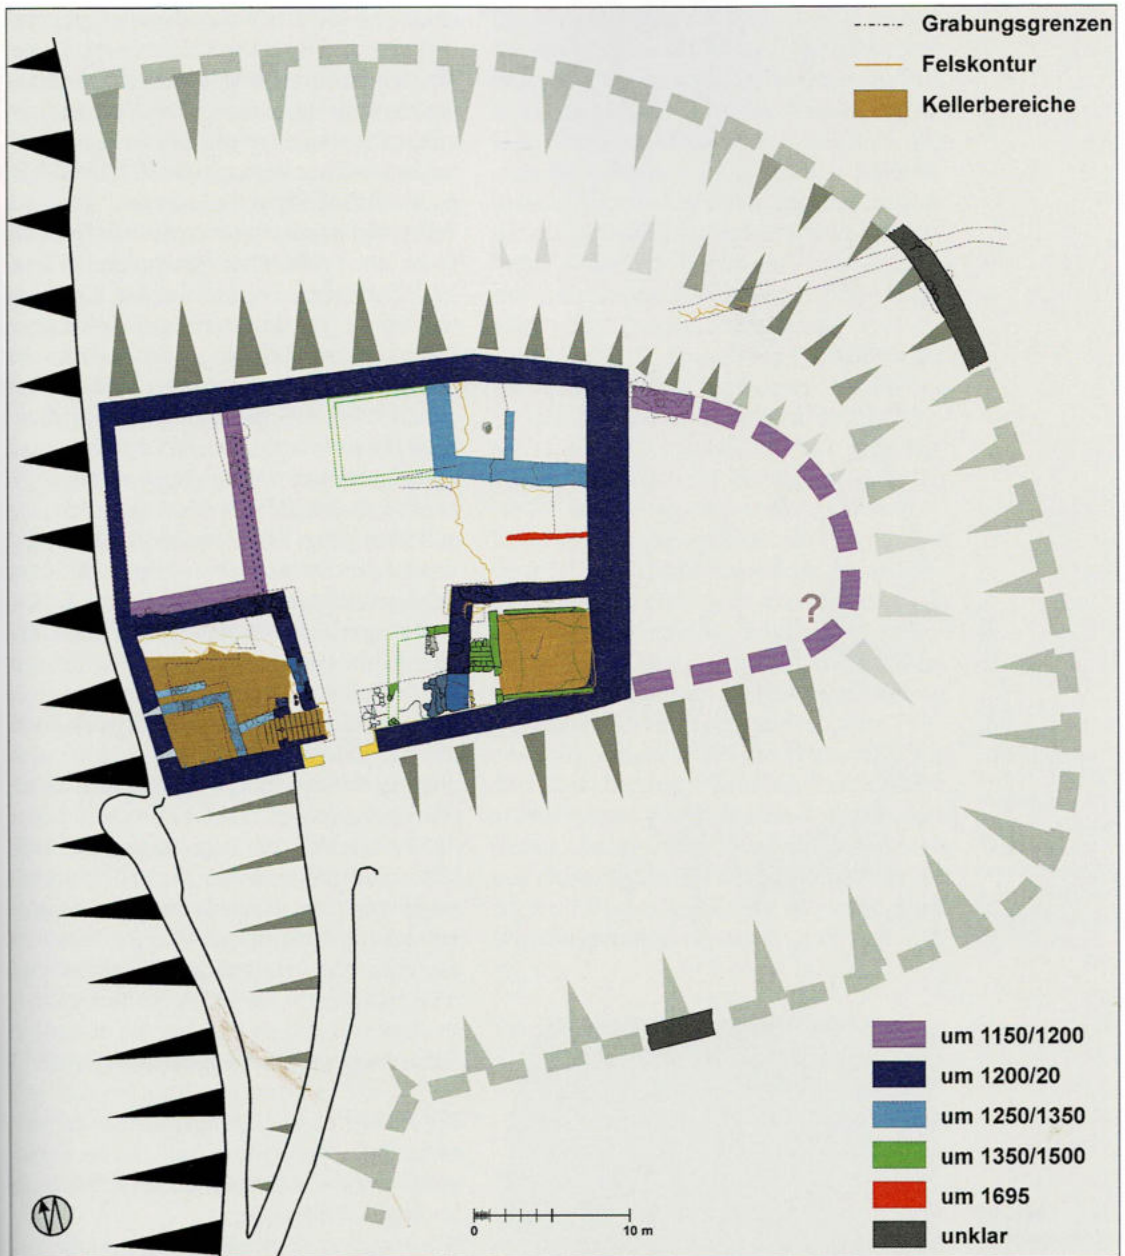 Grabungsgrenzen
Felskontur
Kellerbereiche
?
um 1150/1200
um 1200/20
um 1250/1350
um 1350/1500
um 1695
unklar
0 10 m
N